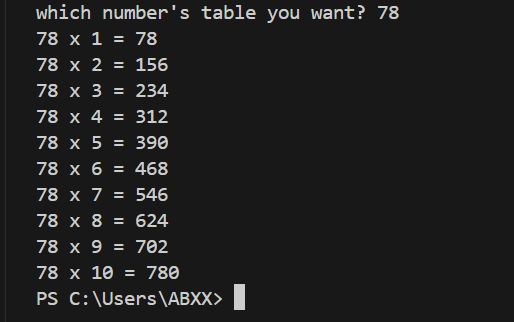 which number's table you want? 78
78 x 1 = 78
78 x 2 = 156
78 x 3 = 234
78 x 4 = 312
78 x 5 = 390
78 x 6 = 468
78 x 7 = 546
78 x 8 = 624
78 x 9 = 702
78 x 10 = 780
PS C:\Users\ABXX>